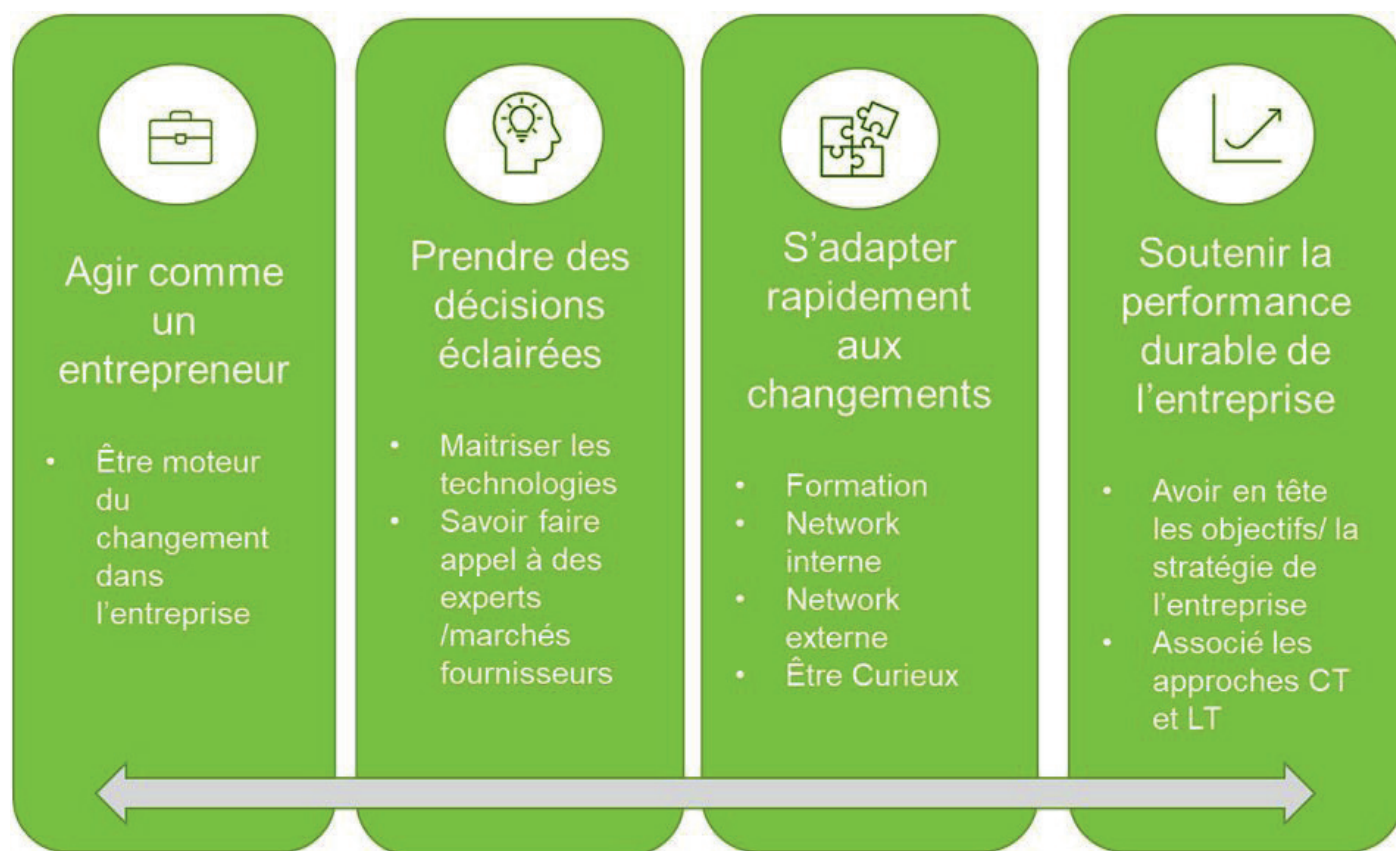 Agir comme
un
entrepreneur
• Être moteur
du
changement
dans
l’entreprise
Prendre des
décisions
éclairées
• Maitriser les
technologies
• Savoir faire
appel à des
experts
/marchés
fournisseurs
S’adapter
rapidement
aux
changements
• Formation
• Network
interne
• Network
externe
• Être Curieux
Soutenir la
performance
durable de
l’entreprise
• Avoir en tête
les objectifs/ la
stratégie de
l’entreprise
• Associé les
approches CT
et LT